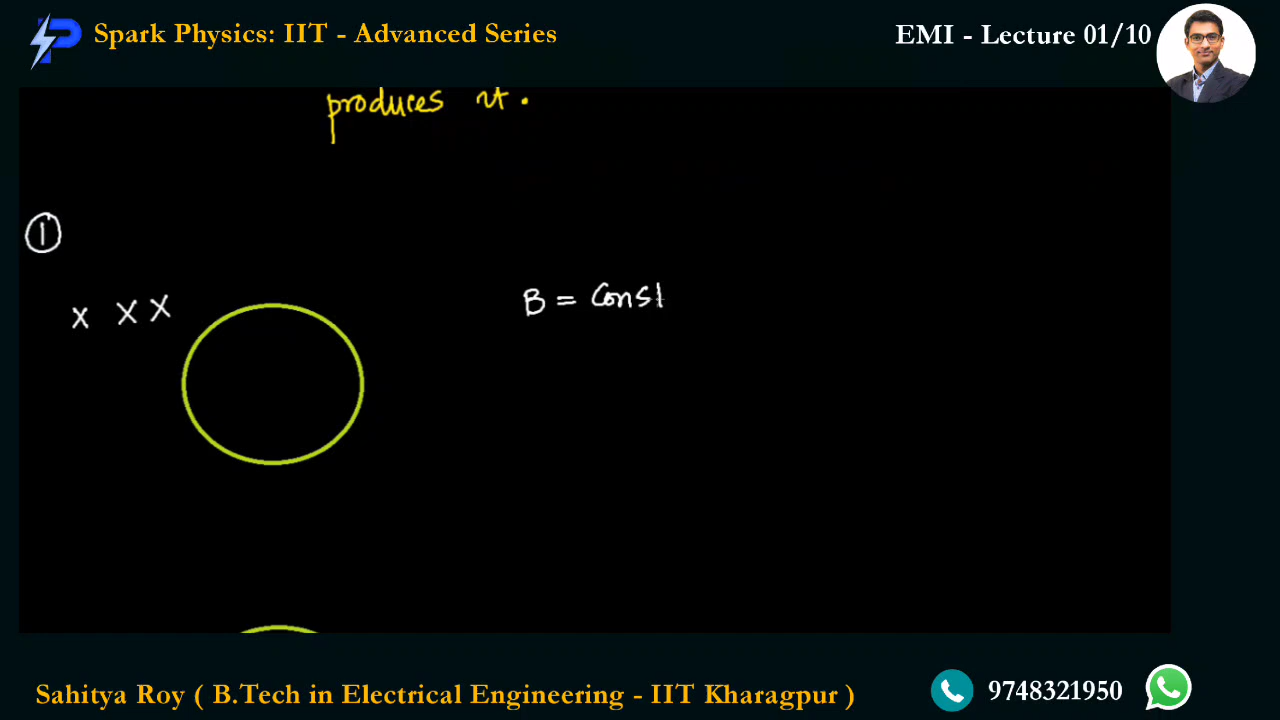 Spark Physics: IIT - Advanced Series
EMI - Lecture 01/10
produces it.
1
x x x
B = Const
Sahitya Roy ( B.Tech in Electrical Engineering - IIT Kharagpur )
9748321950